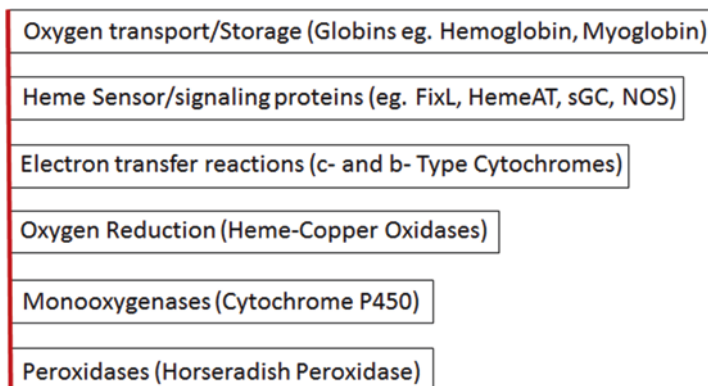 Oxygen transport/Storage (Globins eg. Hemoglobin, Myoglobin)
Heme Sensor/signaling proteins (eg. FixL, HemeAT, sGC, NOS)
Electron transfer reactions (c- and b- Type Cytochromes)
Oxygen Reduction (Heme-Copper Oxidases)
Monooxygenases (Cytochrome P450)
Peroxidases (Horseradish Peroxidase)